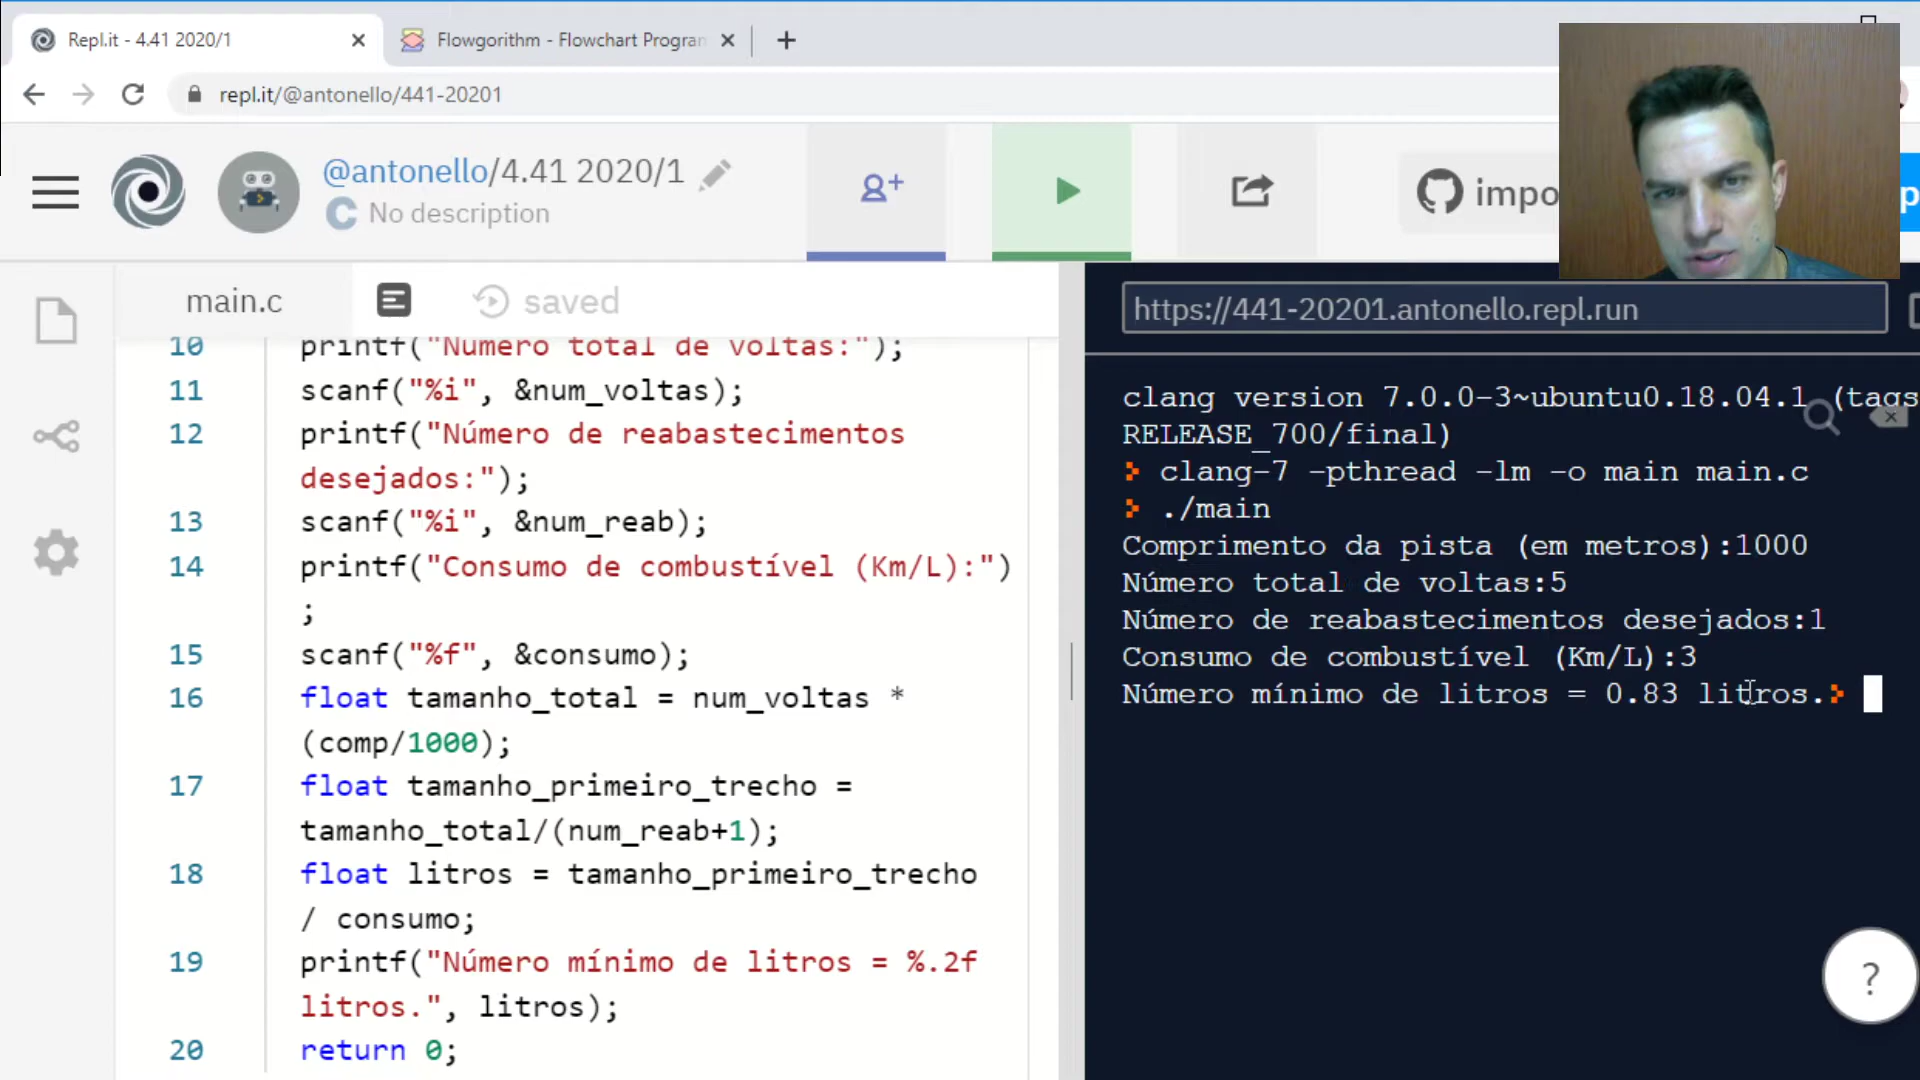 Repl.it - 4.41 2020/1
Flowgorithm - Flowchart Progra
repl.it/@antonello/441-20201
@antonello/4.41 2020/1
No description
impo
main.c
saved
https://441-20201.antonello.repl.run
10 printf("Número total de voltas:");
11 scanf("%i", &num_voltas);
12 printf("Número de reabastecimentos
desejados:");
13 scanf("%i", &num_reab);
14 printf("Consumo de combustível (Km/L):")
;
15 scanf("%f", &consumo);
16 float tamanho_total = num_voltas *
(comp/1000);
17 float tamanho_primeiro_trecho =
tamanho_total/(num_reab+1);
18 float litros = tamanho_primeiro_trecho
/ consumo;
19 printf("Número mínimo de litros = %.2f
litros.", litros);
20 return 0;
clang version 7.0.0-3~ubuntu0.18.04.1 (tags
RELEASE_700/final)
clang-7 -pthread -lm -o main main.c
./main
Comprimento da pista (em metros):1000
Número total de voltas:5
Número de reabastecimentos desejados:1
Consumo de combustível (Km/L):3
Número mínimo de litros = 0.83 litros.
?